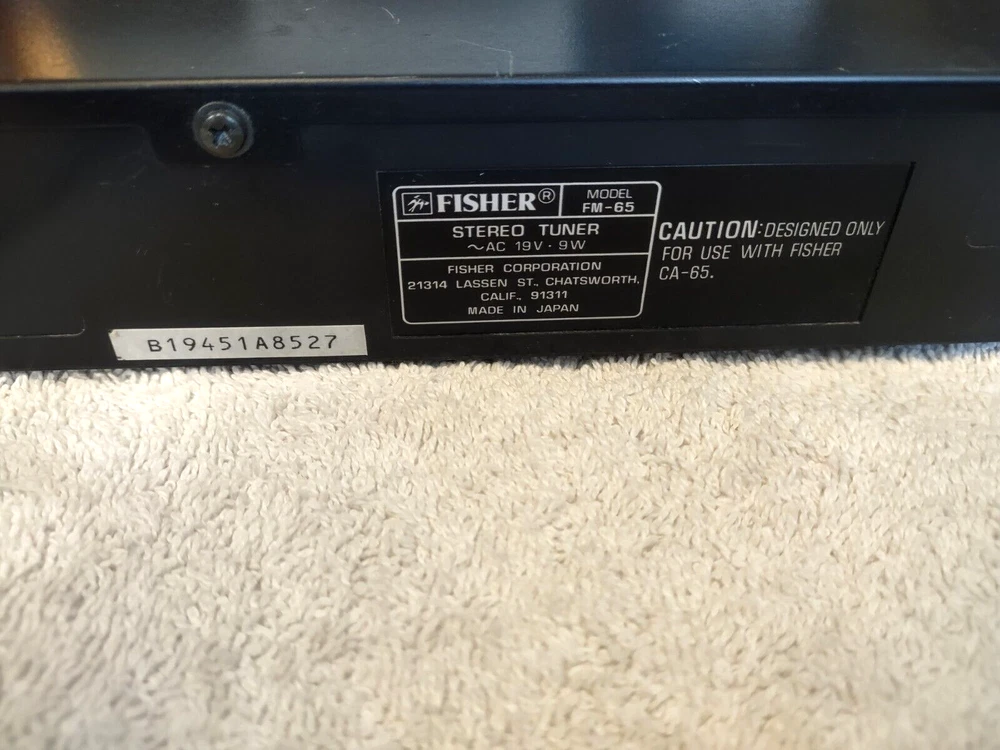 FISHER®
MODEL
FM-65
STEREO TUNER
~AC 19V · 9W
FISHER CORPORATION
21314 LASSEN ST., CHATSWORTH,
CALIF., 91311
MADE IN JAPAN
CAUTION: DESIGNED ONLY
FOR USE WITH FISHER
CA-65.
B19451A8527